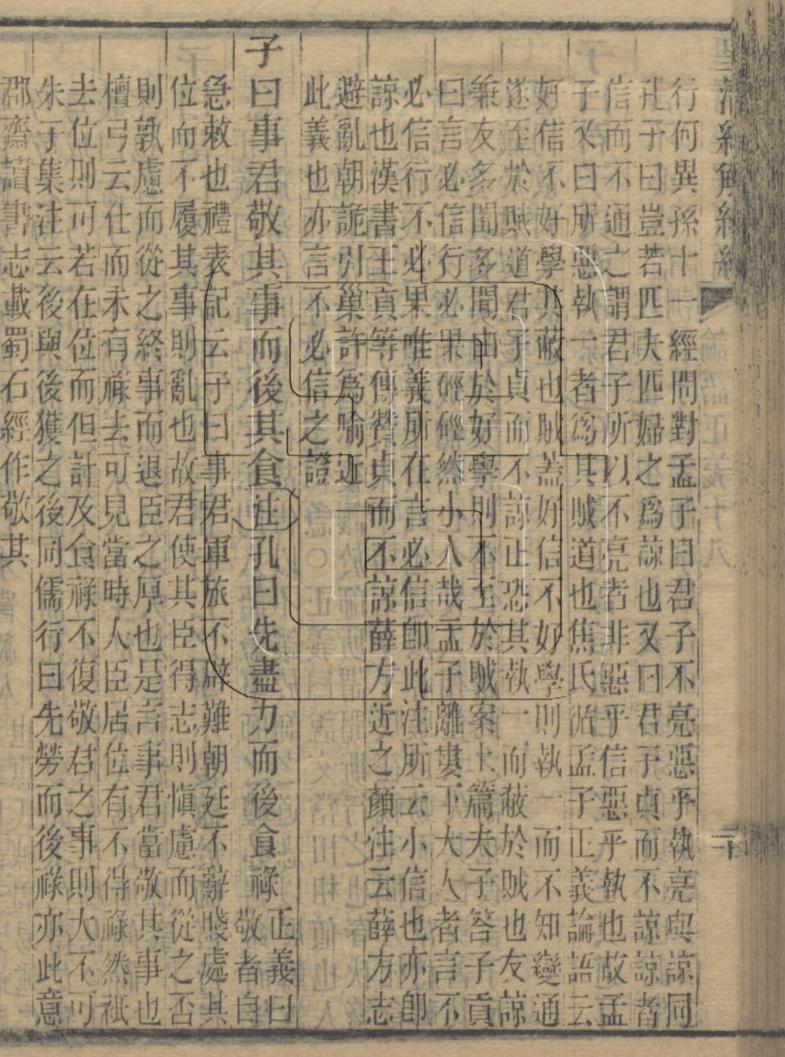 皇清經解經編 論語正義十八 二十
行何異孫十一經問對孟子曰君子不亮惡乎執亮與諒同
孔子曰豈若匹夫匹婦之爲諒也又曰君子貞而不諒諒者
信而不通之謂君子所以不亮者非惡乎信惡乎執也故孟
子又曰所惡執一者爲其賊道也焦氏循孟子正義論語云
好信不好學其蔽也賊蓋好信不好學則執一而不知變通
遂至於賊道君子貞而不諒正恐其執一而蔽於賊也友諒
兼友多聞多聞由於好學則不至於賊案上篇夫子答子貢
曰言必信行必果硜硜然小人哉孟子離婁下大人者言不
必信行不必果唯義所在言必信卽此注所云小信也亦卽
諒也漢書王貢等傳贊貞而不諒薛方近之顏注云薛方志
避亂朝詭引巢許爲喻近
此義也亦言不必信之證
子曰事君敬其事而後其食注孔曰先盡力而後食祿 正義曰敬者自
急敕也禮表記云子曰事君軍旅不辟難朝廷不辭賤處其
位而不履其事則亂也故君使其臣得志則愼慮而從之否
則孰慮而從之終事而退臣之厚也是言事君當敬其事也
檀弓云仕而未有祿去可見當時人臣居位有不得祿然祗
去位則可若在位而但計及食祿不復敬君之事則大不可
朱子集注云後與後獲之後同儒行曰先勞而後祿亦此意
郡齋讀書志載蜀石經作敬其